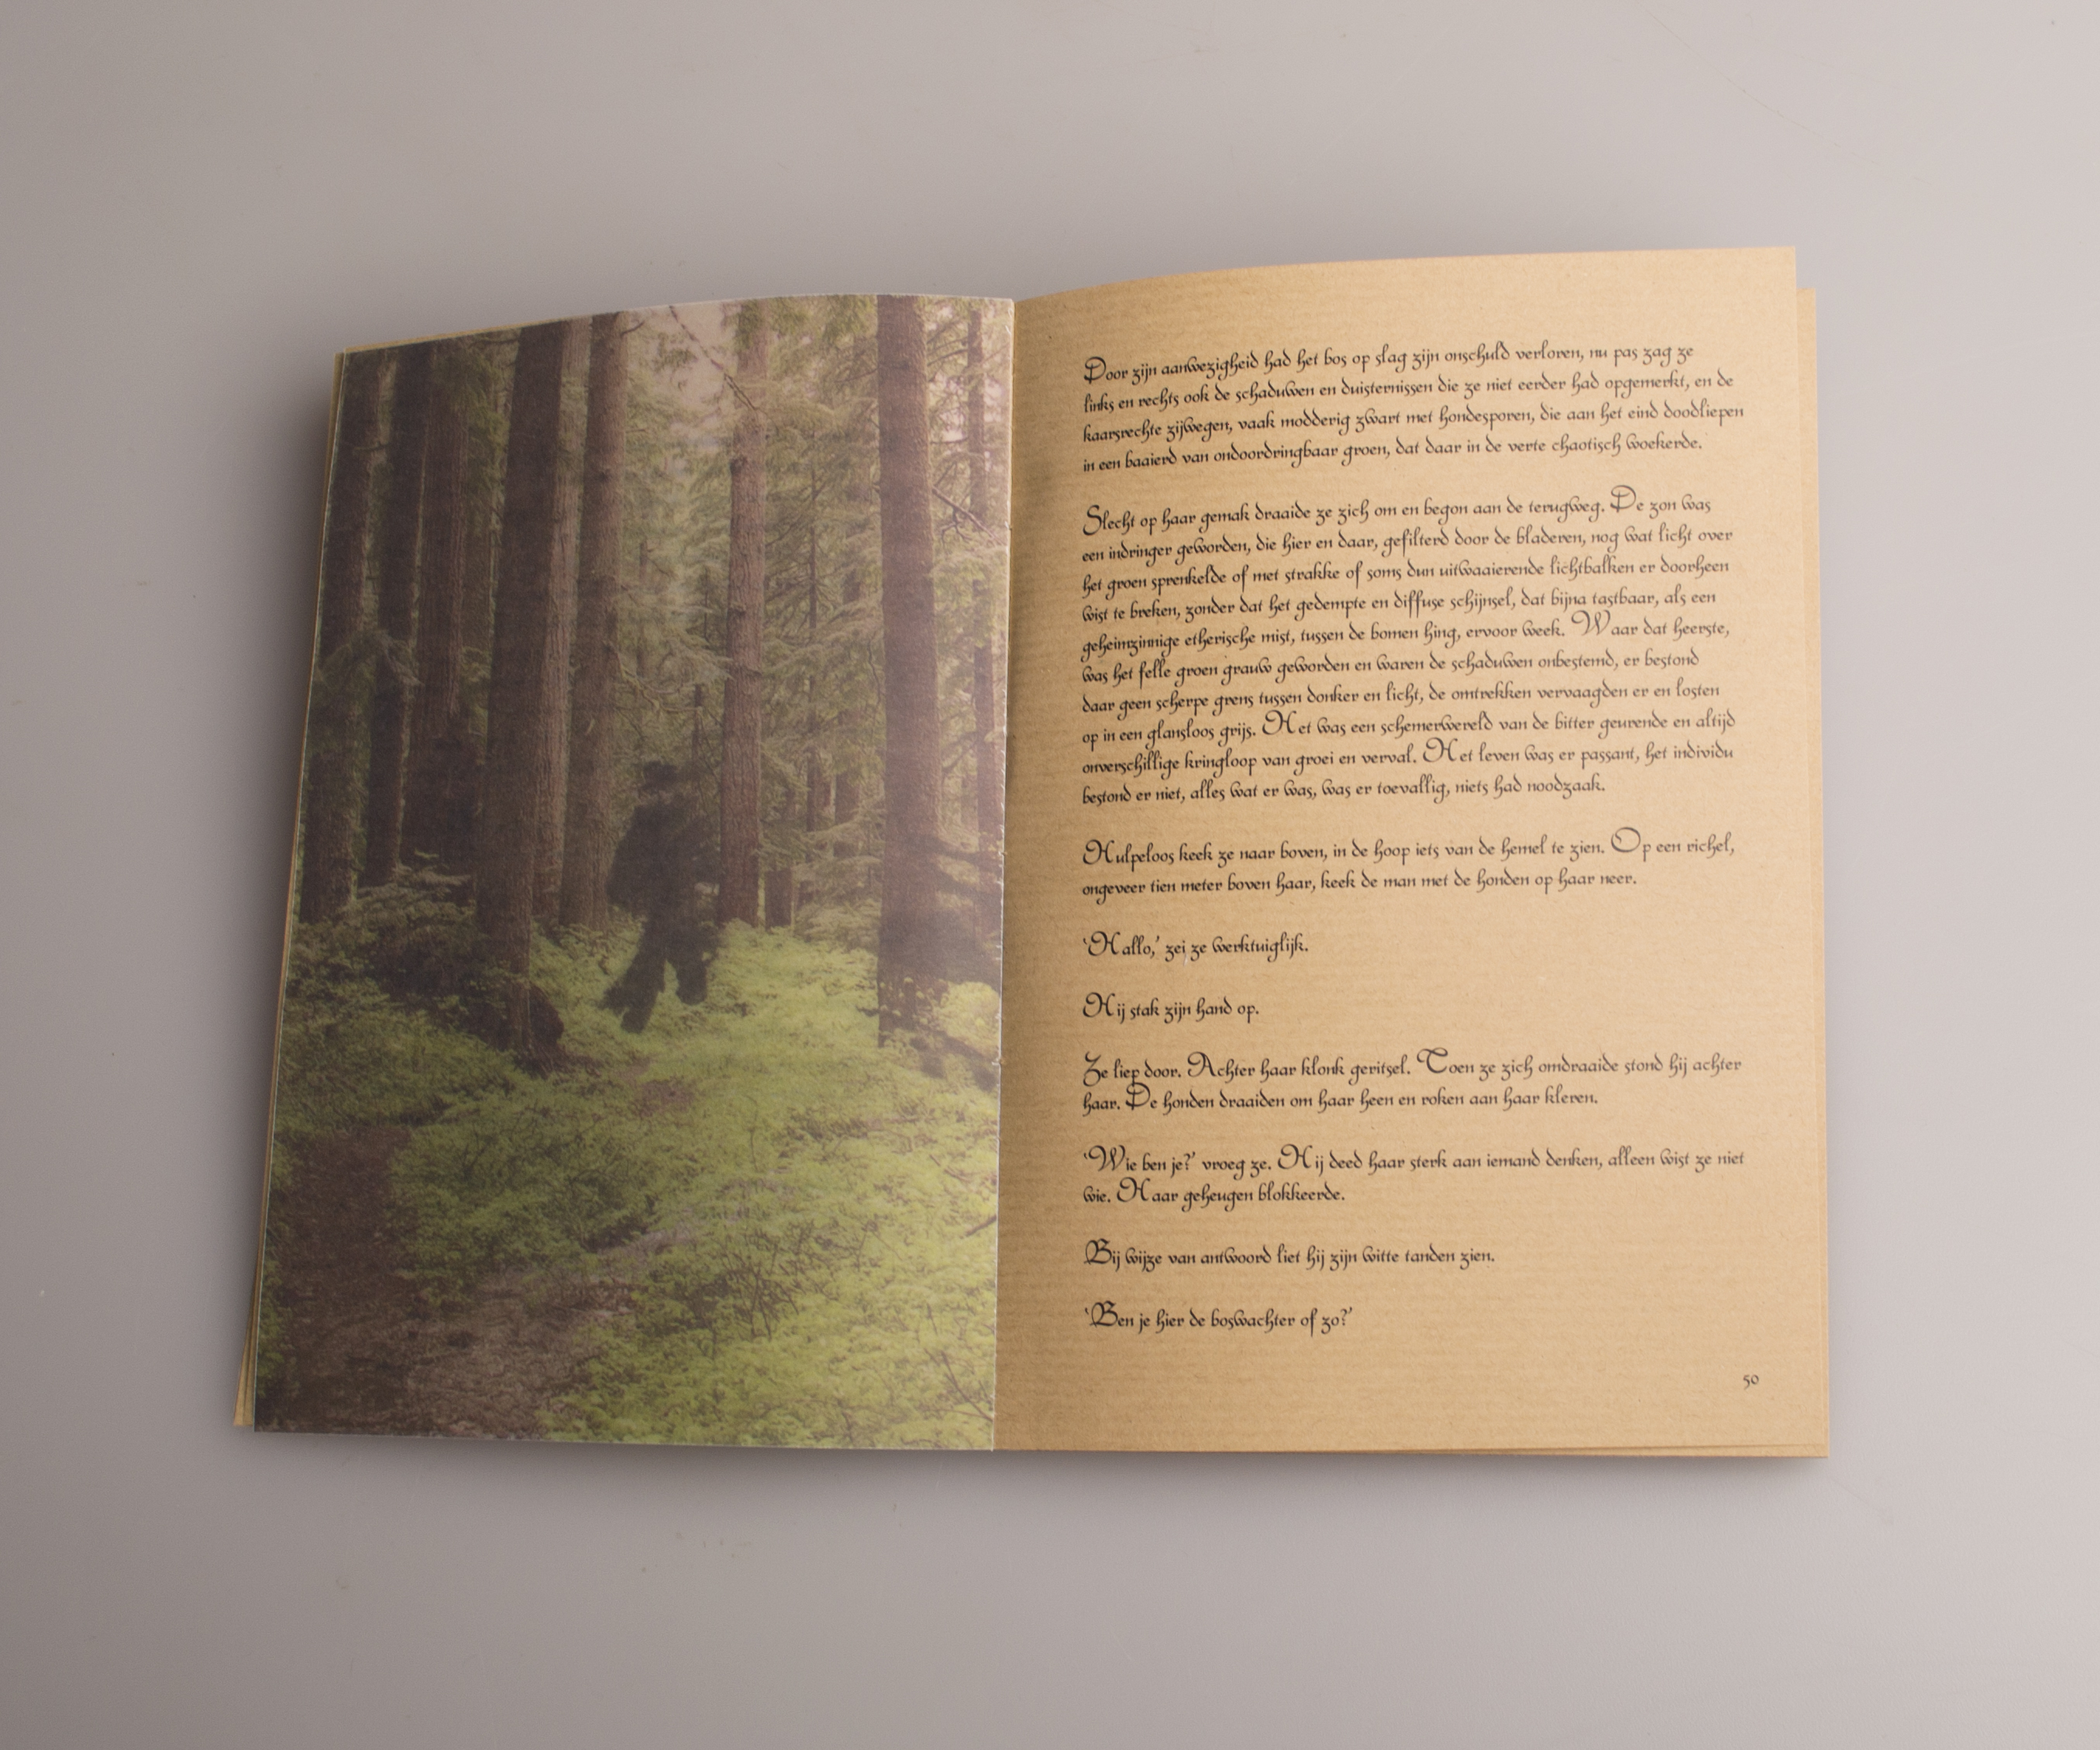 Door zijn aanwezigheid had het bos op slag zijn onschuld verloren, nu pas zag ze
links en rechts ook de schaduwen en duisternissen die ze niet eerder had opgemerkt, en de
kaarsrechte zijwegen, vaak modderig zwart met hondesporen, die aan het eind doodliepen
in een baaierd van ondoordringbaar groen, dat daar in de verte chaotisch woekerde.
Slecht op haar gemak draaide ze zich om en begon aan de terugweg. De zon was
een indringer geworden, die hier en daar, gefilterd door de bladeren, nog wat licht over
het groen sprenkelde of met strakke of soms dun uitwaaierende lichtbalken er doorheen
wist te breken, zonder dat het gedempte en diffuse schijnsel, dat bijna tastbaar, als een
geheimzinnige etherische mist, tussen de bomen hing, ervoor week. Waar dat heerste,
was het felle groen grauw geworden en waren de schaduwen onbestemd, er bestond
daar geen scherpe grens tussen donker en licht, de omtrekken vervaagden er en losten
op in een glansloos grijs. Het was een schemerwereld van de bitter geurende en altijd
onverschillige kringloop van groei en verval. Het leven was er passant, het individu
bestond er niet, alles wat er was, was er toevallig, niets had noodzaak.
Hulpeloos keek ze naar boven, in de hoop iets van de hemel te zien. Op een richel,
ongeveer tien meter boven haar, keek de man met de honden op haar neer.
'Hallo,' zei ze werktuiglijk.
Hij stak zijn hand op.
Ze liep door. Achter haar klonk geritsel. Toen ze zich omdraaide stond hij achter
haar. De honden draaiden om haar heen en roken aan haar kleren.
'Wie ben je?' vroeg ze. Hij deed haar sterk aan iemand denken, alleen wist ze niet
wie. Haar geheugen blokkeerde.
Bij wijze van antwoord liet hij zijn witte tanden zien.
'Ben je hier de boswachter of zo?'
50